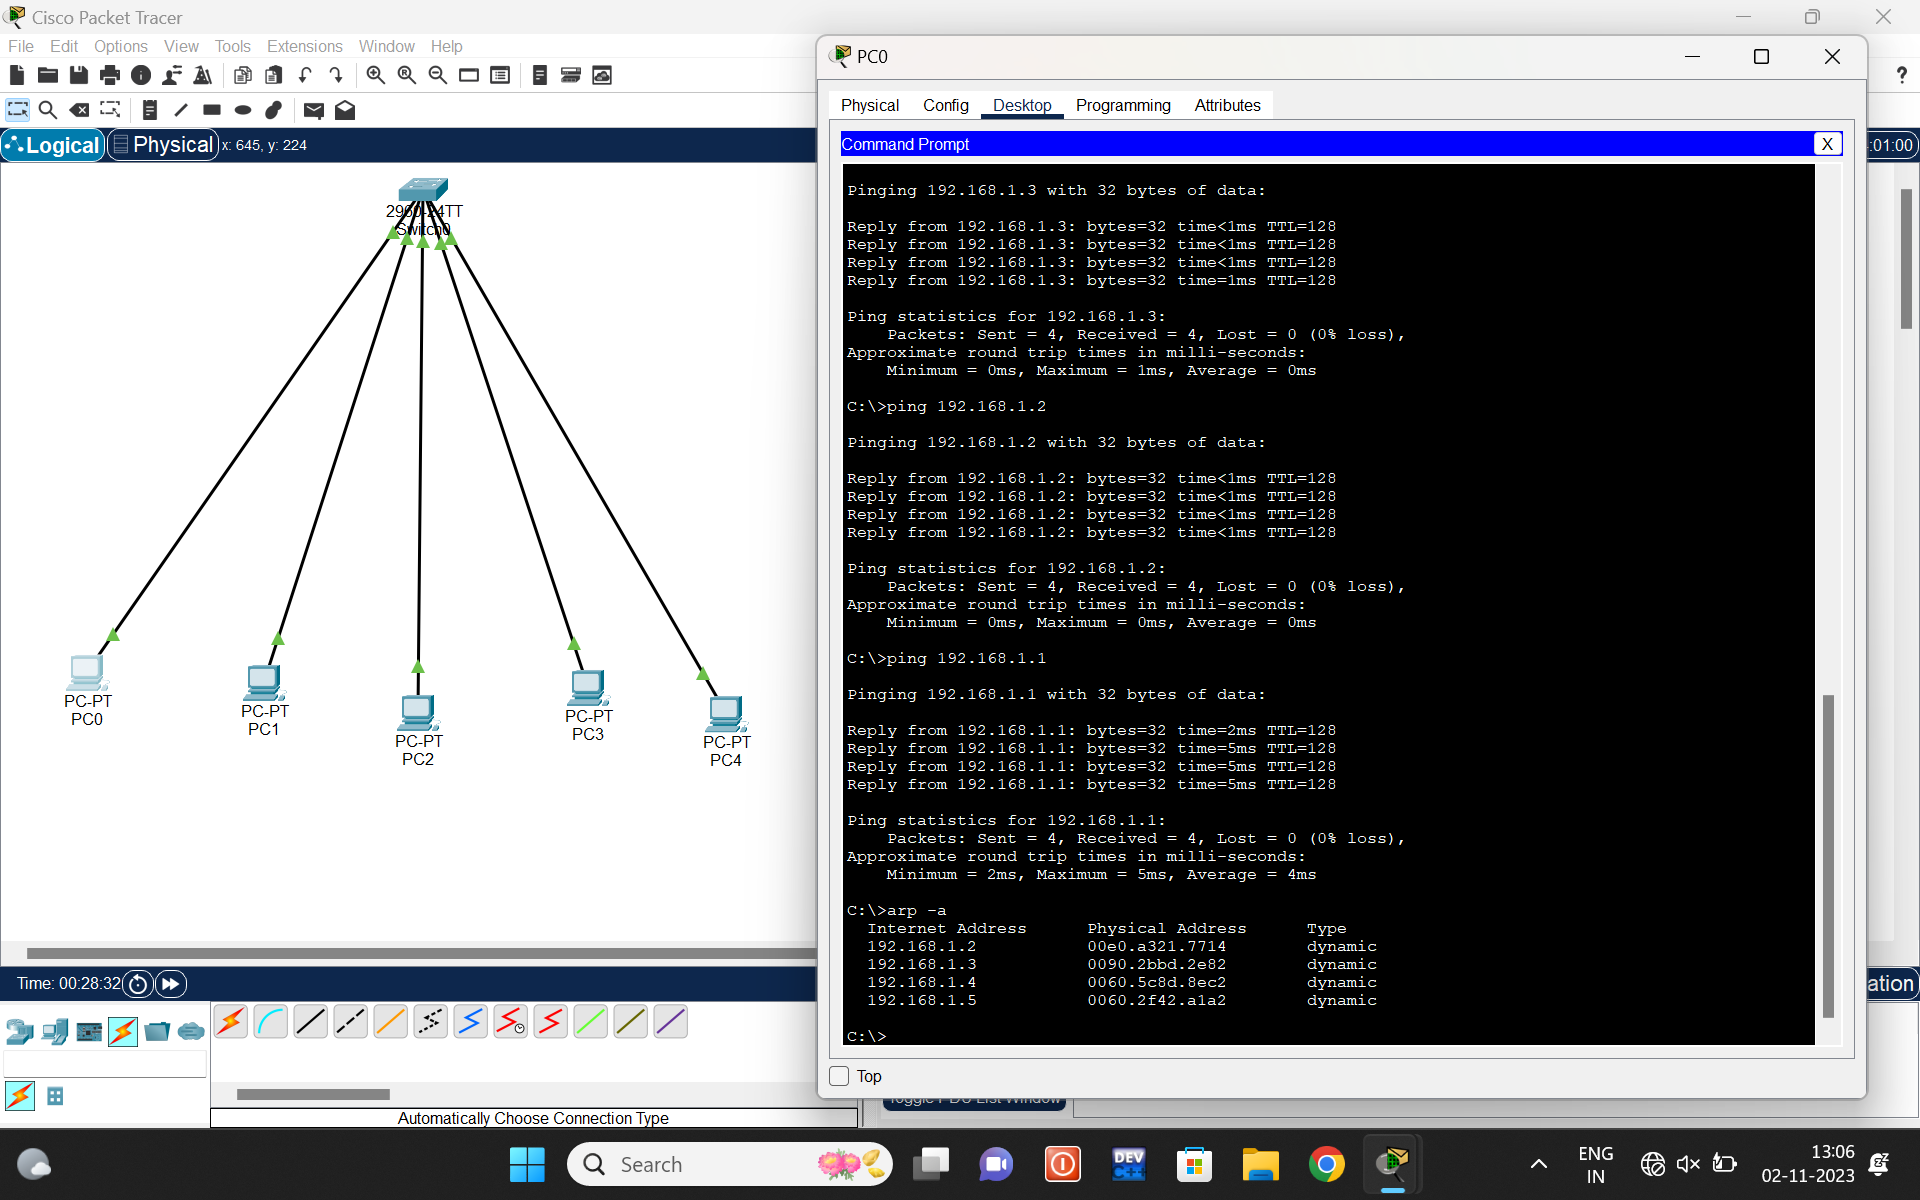 Cisco Packet Tracer
File Edit Options View Tools Extensions Window Help
Logical
Physical
x: 645, y: 224
:01:00
2960-24TT
Switch0
PC-PT
PC0
PC-PT
PC1
PC-PT
PC2
PC-PT
PC3
PC-PT
PC4
PC0
Physical Config Desktop Programming Attributes
Command Prompt
X
Pinging 192.168.1.3 with 32 bytes of data:
Reply from 192.168.1.3: bytes=32 time<1ms TTL=128
Reply from 192.168.1.3: bytes=32 time<1ms TTL=128
Reply from 192.168.1.3: bytes=32 time<1ms TTL=128
Reply from 192.168.1.3: bytes=32 time=1ms TTL=128
Ping statistics for 192.168.1.3:
Packets: Sent = 4, Received = 4, Lost = 0 (0% loss),
Approximate round trip times in milli-seconds:
Minimum = 0ms, Maximum = 1ms, Average = 0ms
C:\>ping 192.168.1.2
Pinging 192.168.1.2 with 32 bytes of data:
Reply from 192.168.1.2: bytes=32 time<1ms TTL=128
Reply from 192.168.1.2: bytes=32 time<1ms TTL=128
Reply from 192.168.1.2: bytes=32 time<1ms TTL=128
Reply from 192.168.1.2: bytes=32 time<1ms TTL=128
Ping statistics for 192.168.1.2:
Packets: Sent = 4, Received = 4, Lost = 0 (0% loss),
Approximate round trip times in milli-seconds:
Minimum = 0ms, Maximum = 0ms, Average = 0ms
C:\>ping 192.168.1.1
Pinging 192.168.1.1 with 32 bytes of data:
Reply from 192.168.1.1: bytes=32 time=2ms TTL=128
Reply from 192.168.1.1: bytes=32 time=5ms TTL=128
Reply from 192.168.1.1: bytes=32 time=5ms TTL=128
Reply from 192.168.1.1: bytes=32 time=5ms TTL=128
Ping statistics for 192.168.1.1:
Packets: Sent = 4, Received = 4, Lost = 0 (0% loss),
Approximate round trip times in milli-seconds:
Minimum = 2ms, Maximum = 5ms, Average = 4ms
C:\>arp -a
Internet Address Physical Address Type
192.168.1.2 00e0.a321.7714 dynamic
192.168.1.3 0090.2bbd.2e82 dynamic
192.168.1.4 0060.5c8d.8ec2 dynamic
192.168.1.5 0060.2f42.a1a2 dynamic
C:\>
Top
Time: 00:28:32
ation
Toggle PDU List Window
Automatically Choose Connection Type
Search
DEV
C++
ENG
IN
13:06
02-11-2023